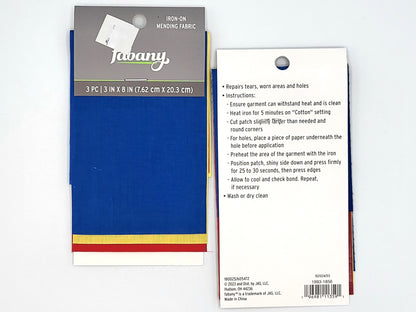 IRON-ON
MENDING FABRIC
fabany
3 PC | 3 IN X 8 IN (7.62 cm X 20.3 cm)
• Repairs tears, worn areas and holes
• Instructions:
- Ensure garment can withstand heat and is clean
- Heat iron for 5 minutes on "Cotton" setting
- Cut patch slightly larger than needed and
round corners
- For holes, place a piece of paper underneath the
hole before application
- Preheat the area of the garment with the iron
- Position patch, shiny side down and press firmly
for 25 to 30 seconds, then press edges
- Allow to cool and check bond. Repeat,
if necessary
• Wash or dry clean
© 2023 and Dist. by JAS, LLC,
Hudson, OH 44236
fabany™ is a trademark of JAS, LLC.
Made in China